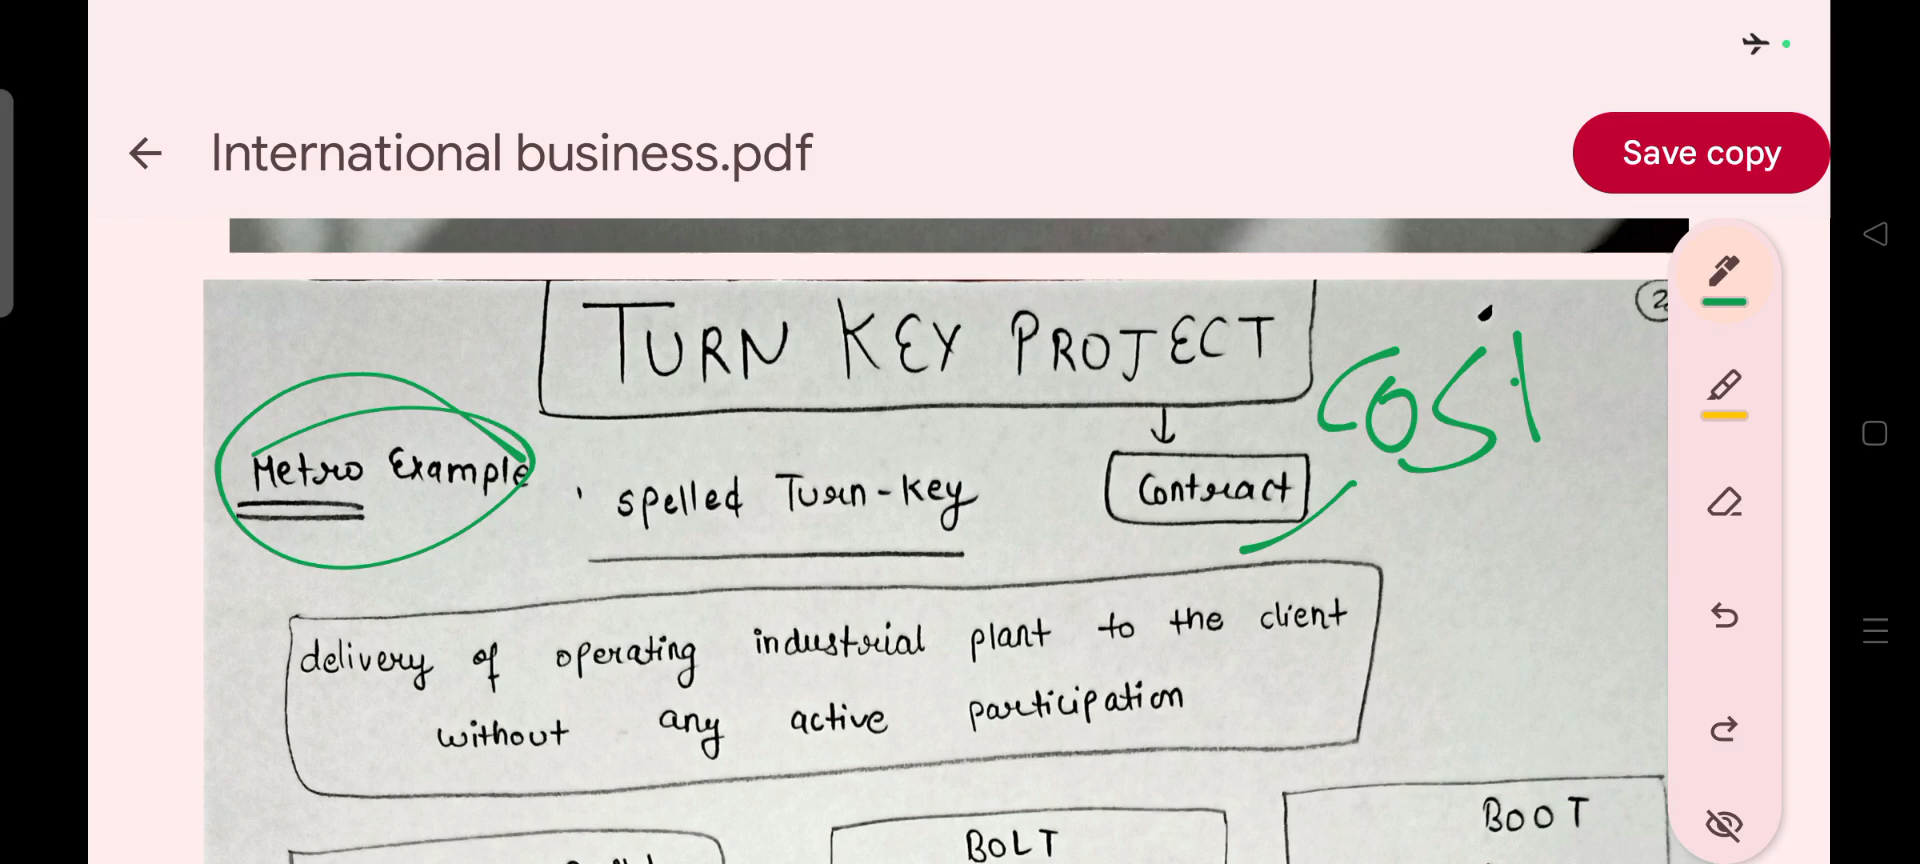 International business.pdf
Save copy
TURN KEY PROJECT
2
Metro Example
spelled Turn-key
Contract
delivery of operating industrial plant to the client
without any active participation
BOLT
BOOT